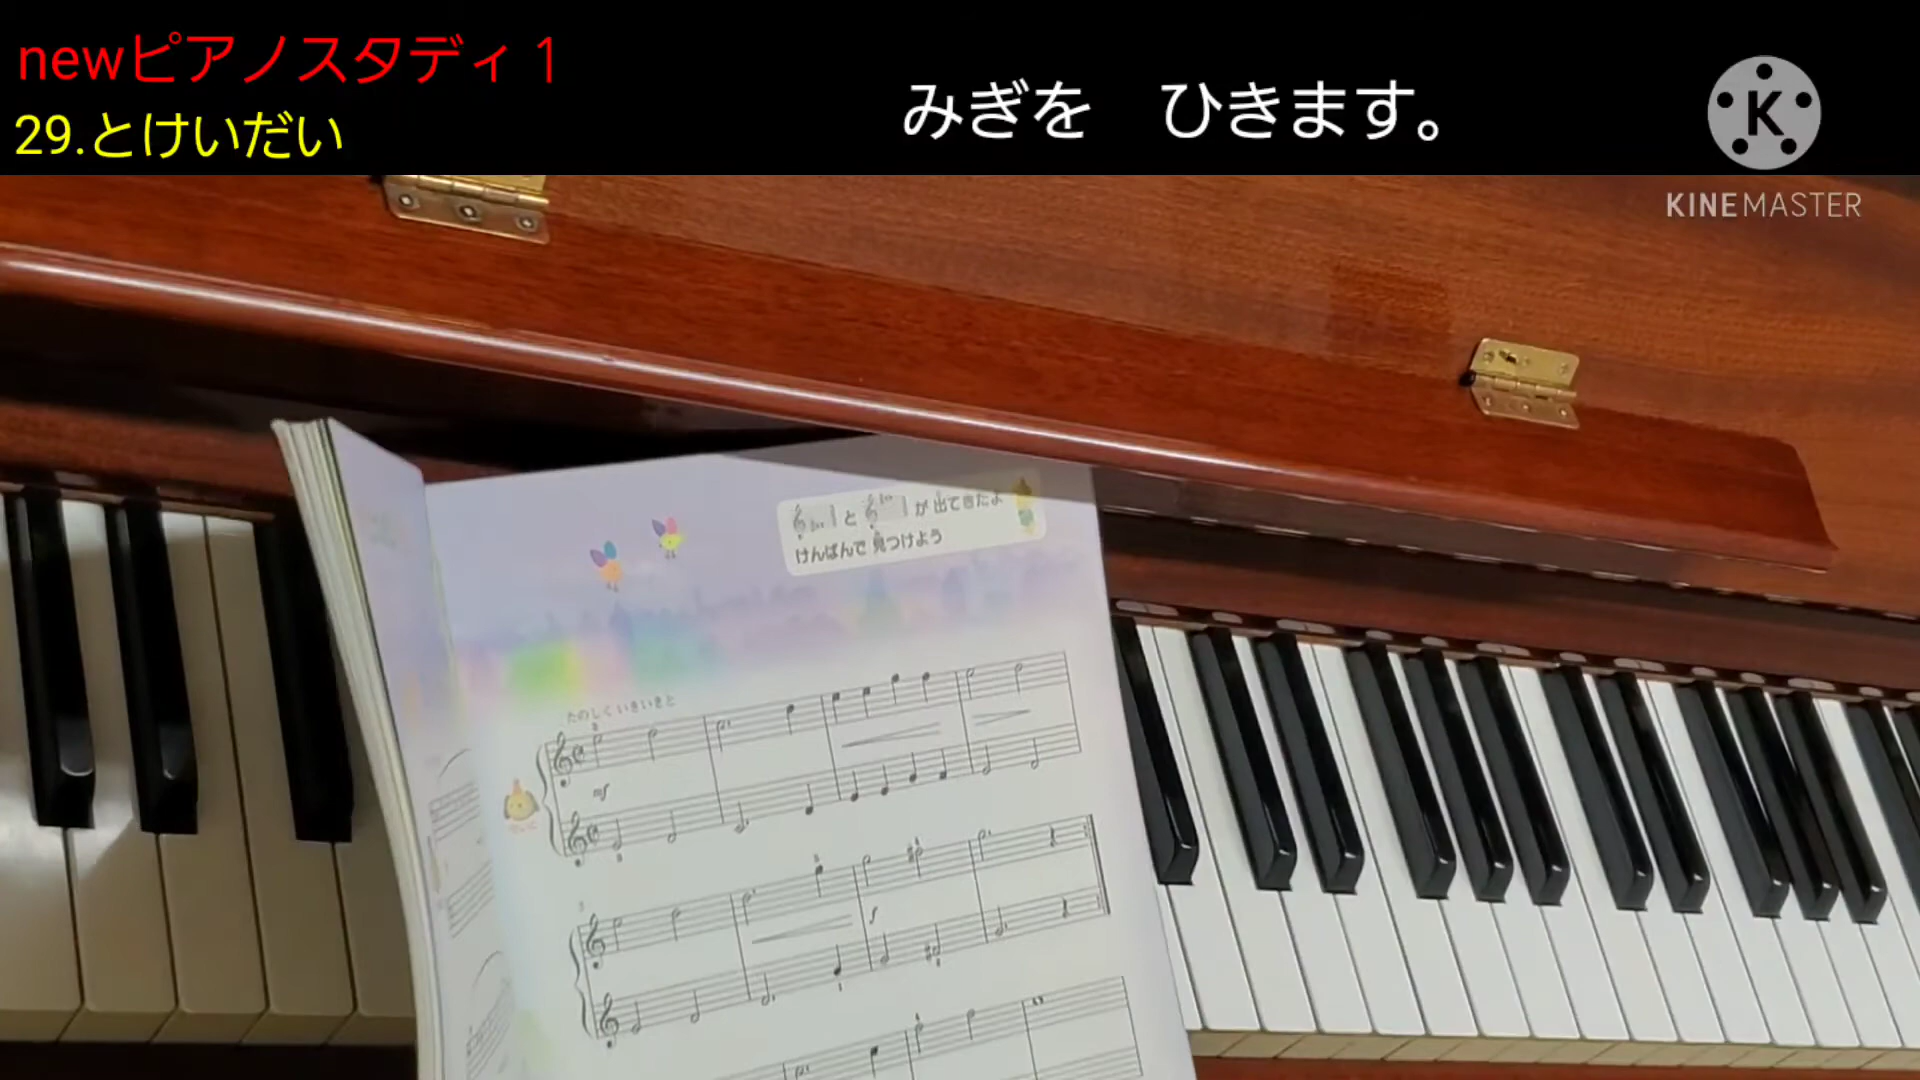 newピアノスタディ1
29.とけいだい
みぎを　ひきます。
K
KINEMASTER
と が 出てきたよ
けんばんで 見つけよう
たのしく いきいきと
mf
f